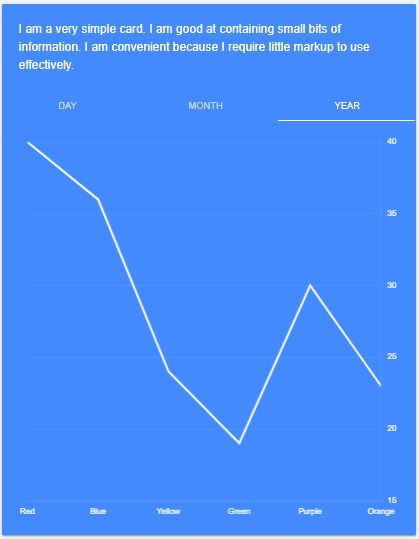 I am a very simple card. I am good at containing small bits of
information. I am convenient because I require little markup to use
effectively.
DAY MONTH YEAR
40
35
30
25
20
15
Red Blue Yellow Green Purple Orange